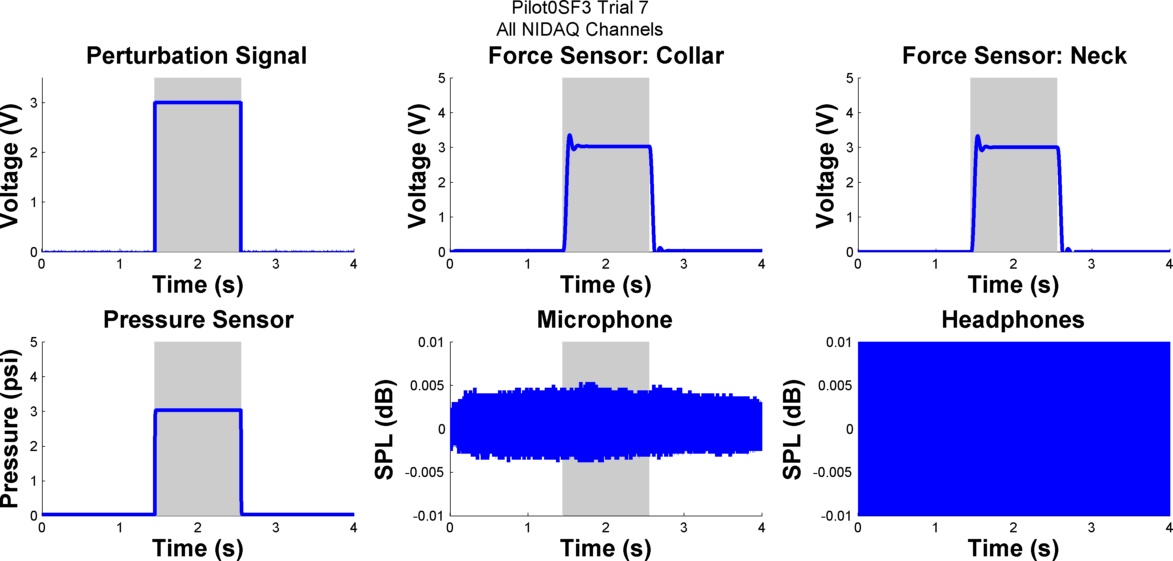 Pilot0SF3 Trial 7
All NIDAQ Channels
Perturbation Signal
Voltage (V)
3
2
1
0
0 1 2 3 4
Time (s)
Force Sensor: Collar
Voltage (V)
5
4
3
2
1
0
0 1 2 3 4
Time (s)
Force Sensor: Neck
Voltage (V)
5
4
3
2
1
0
0 1 2 3 4
Time (s)
Pressure Sensor
Pressure (psi)
5
4
3
2
1
0
0 1 2 3 4
Time (s)
Microphone
SPL (dB)
0.01
0.005
0
-0.005
-0.01
0 1 2 3 4
Time (s)
Headphones
SPL (dB)
0.01
0.005
0
-0.005
-0.01
0 1 2 3 4
Time (s)